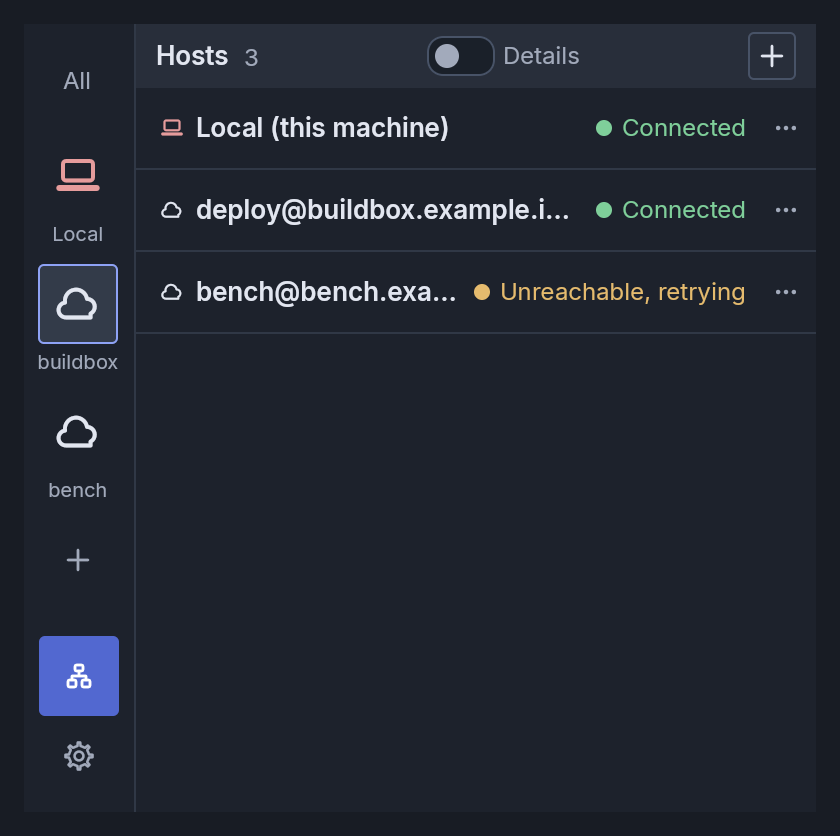 All
Local
buildbox
bench
Hosts 3 Details
Local (this machine) Connected
deploy@buildbox.example.i... Connected
bench@bench.exa... Unreachable, retrying